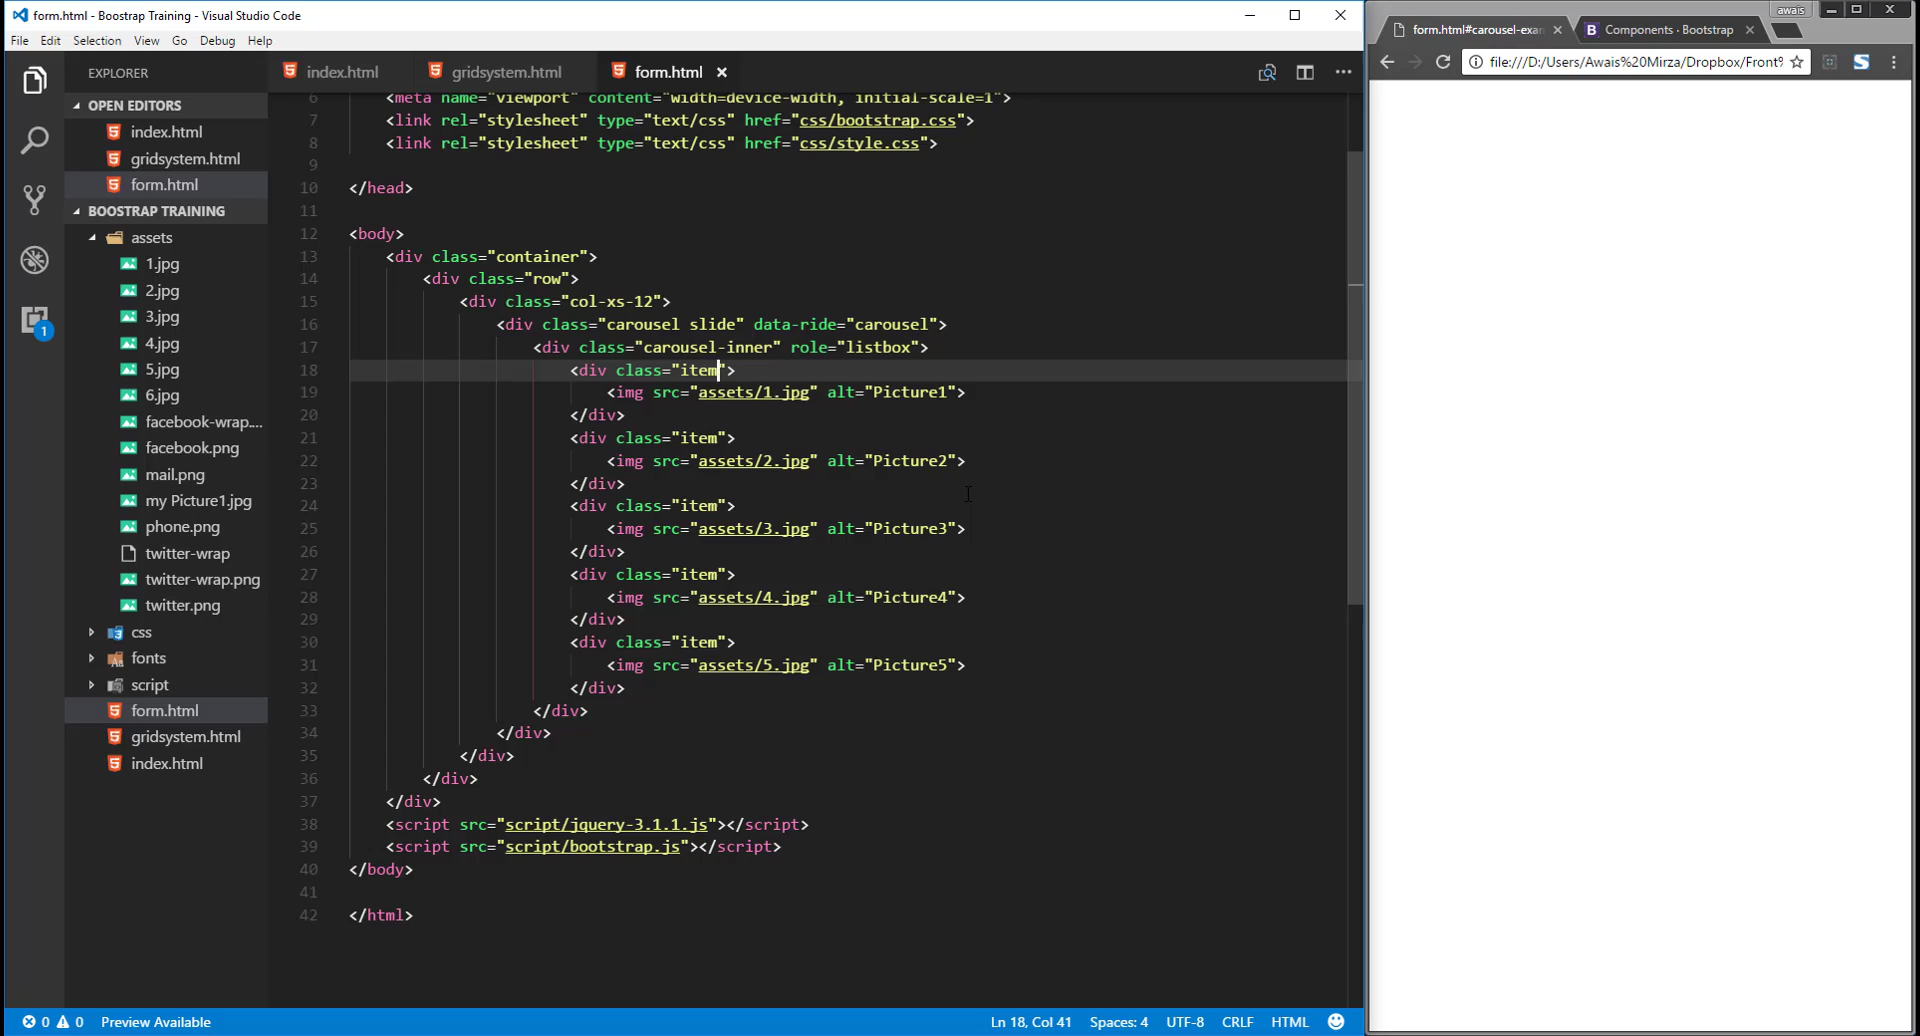 form.html - Boostrap Training - Visual Studio Code
File Edit Selection View Go Debug Help
EXPLORER
OPEN EDITORS
index.html
gridsystem.html
form.html
BOOSTRAP TRAINING
assets
1.jpg
2.jpg
3.jpg
4.jpg
5.jpg
6.jpg
facebook-wrap....
facebook.png
mail.png
my Picture1.jpg
phone.png
twitter-wrap
twitter-wrap.png
twitter.png
css
fonts
script
form.html
gridsystem.html
index.html
1
index.html gridsystem.html form.html
6 <meta name="viewport" content="width=device-width, initial-scale=1">
7 <link rel="stylesheet" type="text/css" href="css/bootstrap.css">
8 <link rel="stylesheet" type="text/css" href="css/style.css">
9
10 </head>
11
12 <body>
13 <div class="container">
14 <div class="row">
15 <div class="col-xs-12">
16 <div class="carousel slide" data-ride="carousel">
17 <div class="carousel-inner" role="listbox">
18 <div class="item">
19 <img src="assets/1.jpg" alt="Picture1">
20 </div>
21 <div class="item">
22 <img src="assets/2.jpg" alt="Picture2">
23 </div>
24 <div class="item">
25 <img src="assets/3.jpg" alt="Picture3">
26 </div>
27 <div class="item">
28 <img src="assets/4.jpg" alt="Picture4">
29 </div>
30 <div class="item">
31 <img src="assets/5.jpg" alt="Picture5">
32 </div>
33 </div>
34 </div>
35 </div>
36 </div>
37 </div>
38 <script src="script/jquery-3.1.1.js"></script>
39 <script src="script/bootstrap.js"></script>
40 </body>
41
42 </html>
0 0 Preview Available Ln 18, Col 41 Spaces: 4 UTF-8 CRLF HTML
awais
form.html#carousel-exam Components · Bootstrap
file:///D:/Users/Awais%20Mirza/Dropbox/Front%